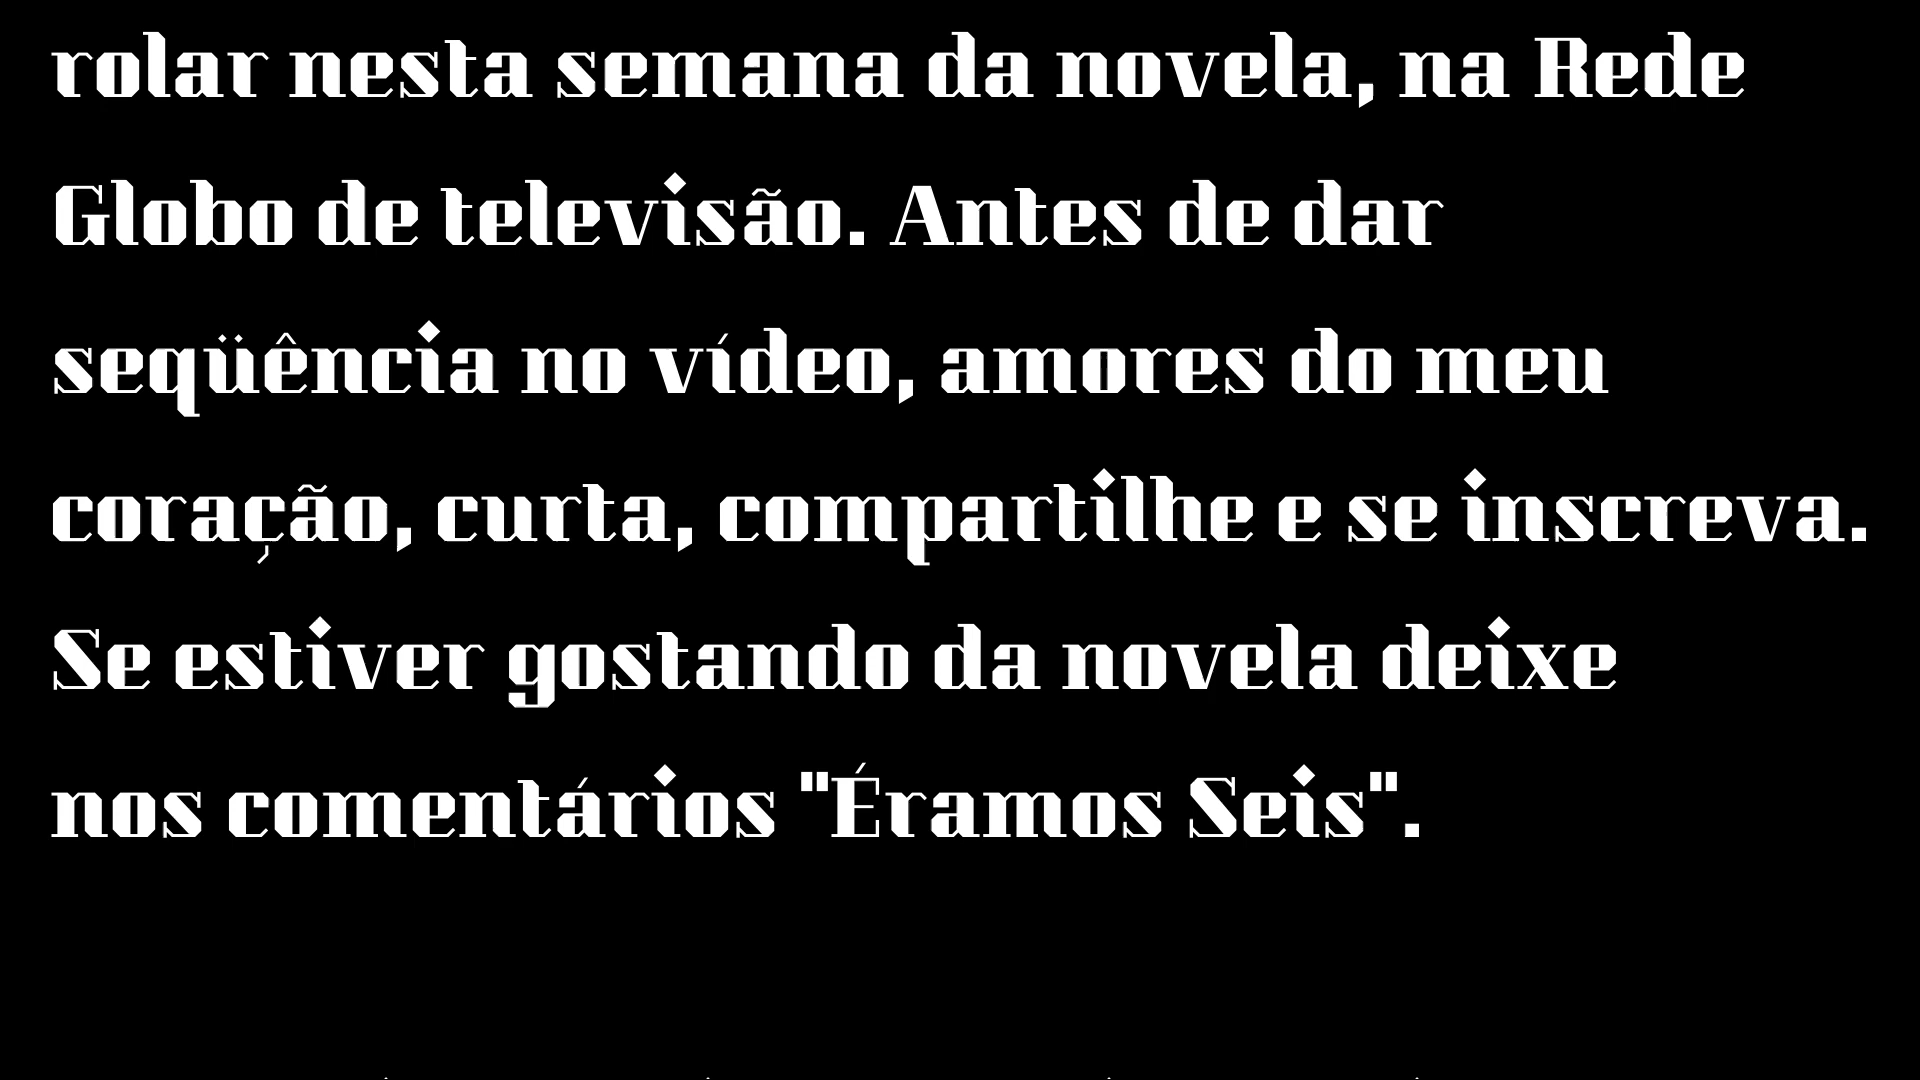 rolar nesta semana da novela, na Rede
Globo de televisão. Antes de dar
seqüência no vídeo, amores do meu
coração, curta, compartilhe e se inscreva.
Se estiver gostando da novela deixe
nos comentários "Éramos Seis".